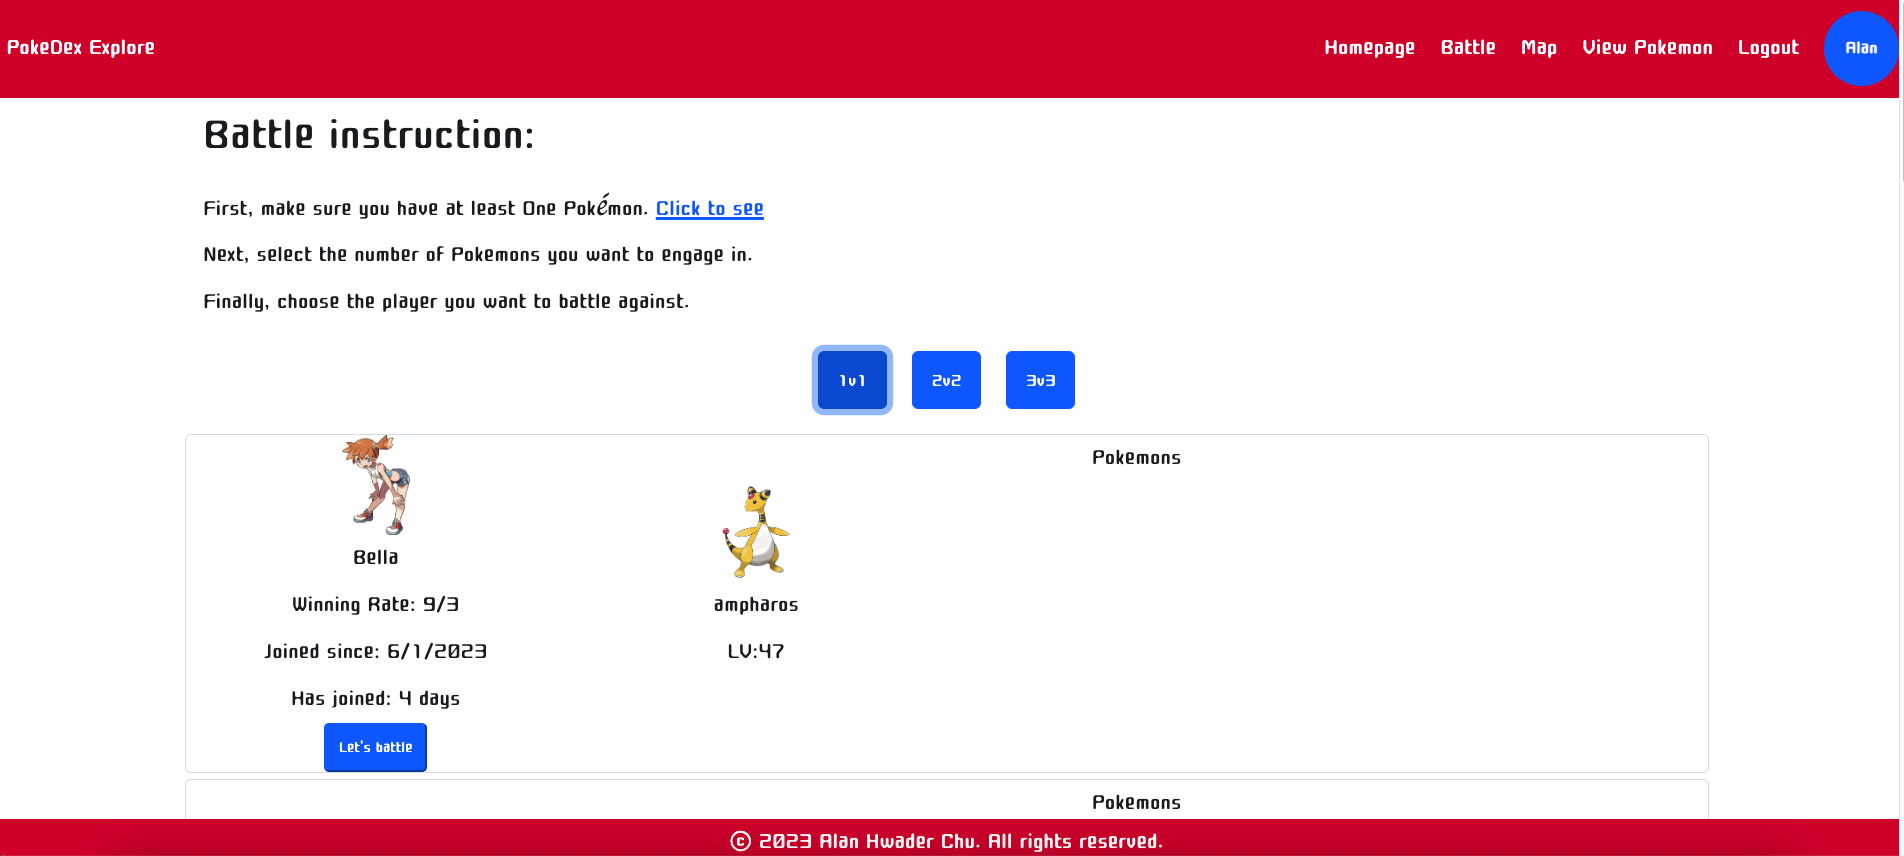 PokeDex Explore
Homepage Battle Map View Pokemon Logout Alan
Battle instruction:
First, make sure you have at least One Pokémon. Click to see
Next, select the number of Pokemons you want to engage in.
Finally, choose the player you want to battle against.
1v1 2v2 3v3
Pokemons
Bella
Winning Rate: 9/3
Joined since: 6/1/2023
Has joined: 4 days
Let's battle
ampharos
LV:47
Pokemons
© 2023 Alan Hwader Chu. All rights reserved.